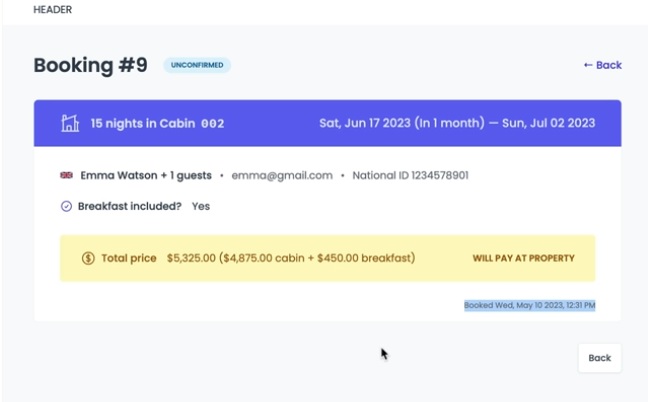 HEADER
Booking #9 UNCONFIRMED ← Back
15 nights in Cabin 002 Sat, Jun 17 2023 (In 1 month) — Sun, Jul 02 2023
Emma Watson + 1 guests • emma@gmail.com • National ID 1234578901
Breakfast included? Yes
$ Total price $5,325.00 ($4,875.00 cabin + $450.00 breakfast) WILL PAY AT PROPERTY
Booked Wed, May 10 2023, 12:31 PM
Back